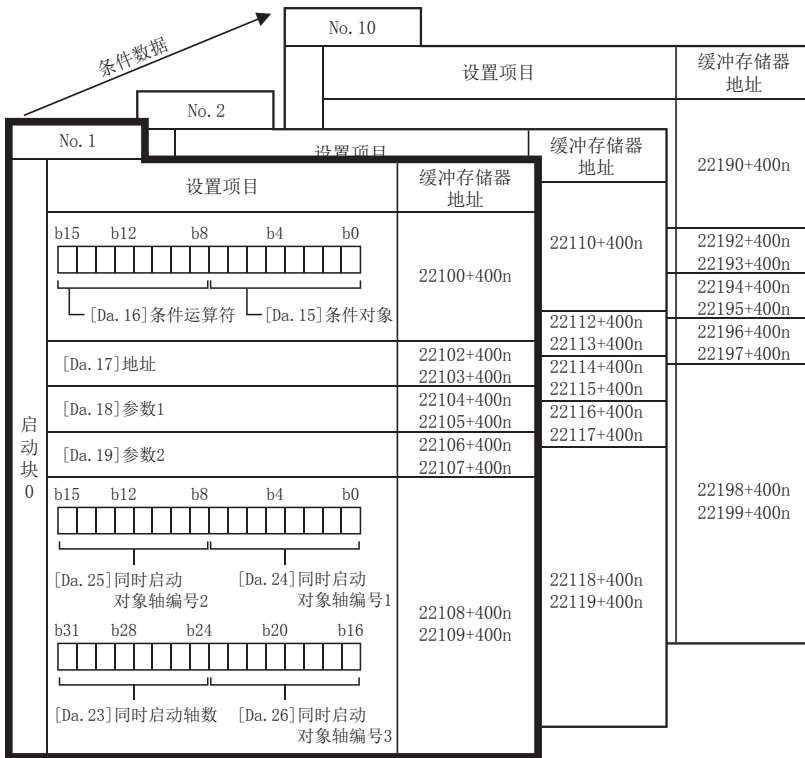 条件数据
No. 10
设置项目
缓冲存储器
地址
22190+400n
22192+400n
22193+400n
22194+400n
22195+400n
22196+400n
22197+400n
22198+400n
22199+400n
No. 2
设置项目
缓冲存储器
地址
22110+400n
22112+400n
22113+400n
22114+400n
22115+400n
22116+400n
22117+400n
22118+400n
22119+400n
No. 1
启动块0
设置项目
缓冲存储器
地址
b15 b12 b8 b4 b0
[Da. 16]条件运算符 [Da. 15]条件对象
22100+400n
[Da. 17]地址
22102+400n
22103+400n
[Da. 18]参数1
22104+400n
22105+400n
[Da. 19]参数2
22106+400n
22107+400n
b15 b12 b8 b4 b0
[Da. 25]同时启动
对象轴编号2
[Da. 24]同时启动
对象轴编号1
b31 b28 b24 b20 b16
[Da. 23]同时启动轴数
[Da. 26]同时启动
对象轴编号3
22108+400n
22109+400n